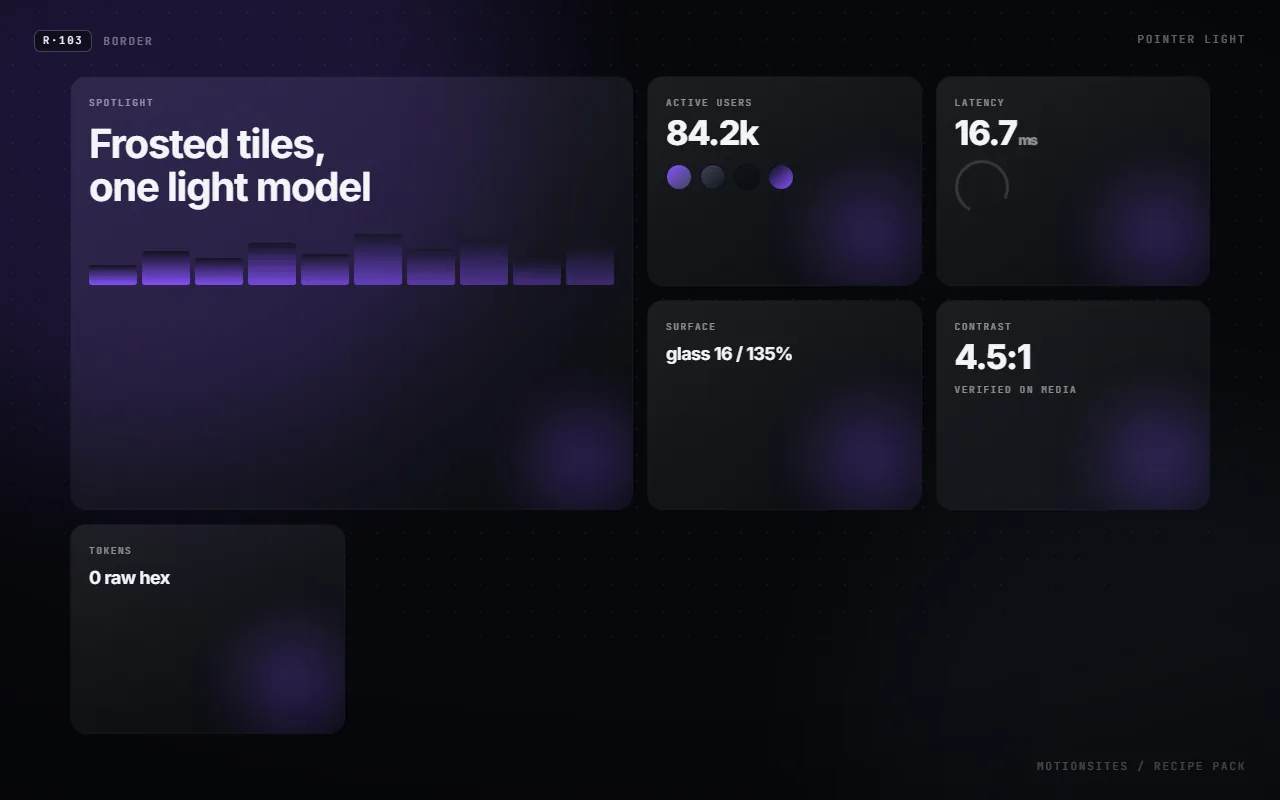 R·103 BORDER
POINTER LIGHT
SPOTLIGHT
Frosted tiles,
one light model
ACTIVE USERS
84.2k
LATENCY
16.7ms
SURFACE
glass 16 / 135%
CONTRAST
4.5:1
VERIFIED ON MEDIA
TOKENS
0 raw hex
MOTIONSITES / RECIPE PACK